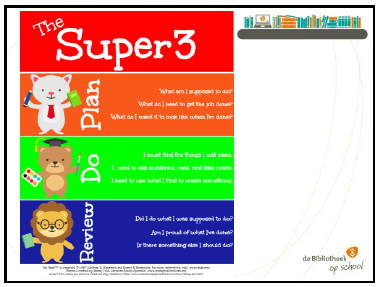 The
Super3
Plan
What am I supposed to do?
What do I need to get the job done?
What do I want it to look like when I'm done?
Do
I must find the things I will need.
I need to ask questions, read, and take notes.
I need to use what I find to create something.
Review
Did I do what I was supposed to do?
Am I proud of what I've done?
Is there something else I should do?
de Bibliotheek
op school